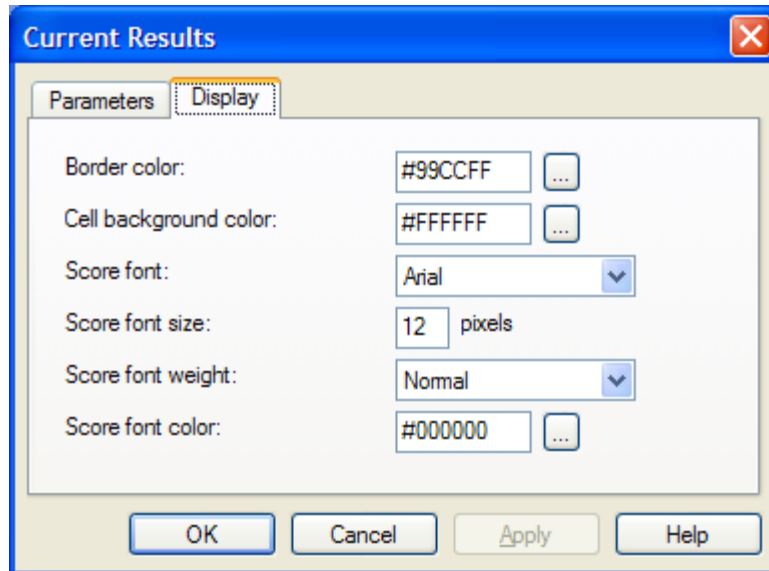 Current Results
Parameters Display
Border color: #99CCFF ...
Cell background color: #FFFFFF ...
Score font: Arial
Score font size: 12 pixels
Score font weight: Normal
Score font color: #000000 ...
OK Cancel Apply Help